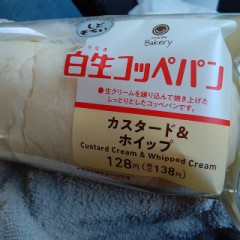 Bakery
白生コッペパン
●生クリームを練り込んで焼き上げた
しっとりとしたコッペパンです。
カスタード&
ホイップ
Custard Cream & Whipped Cream
128円(税込138円)